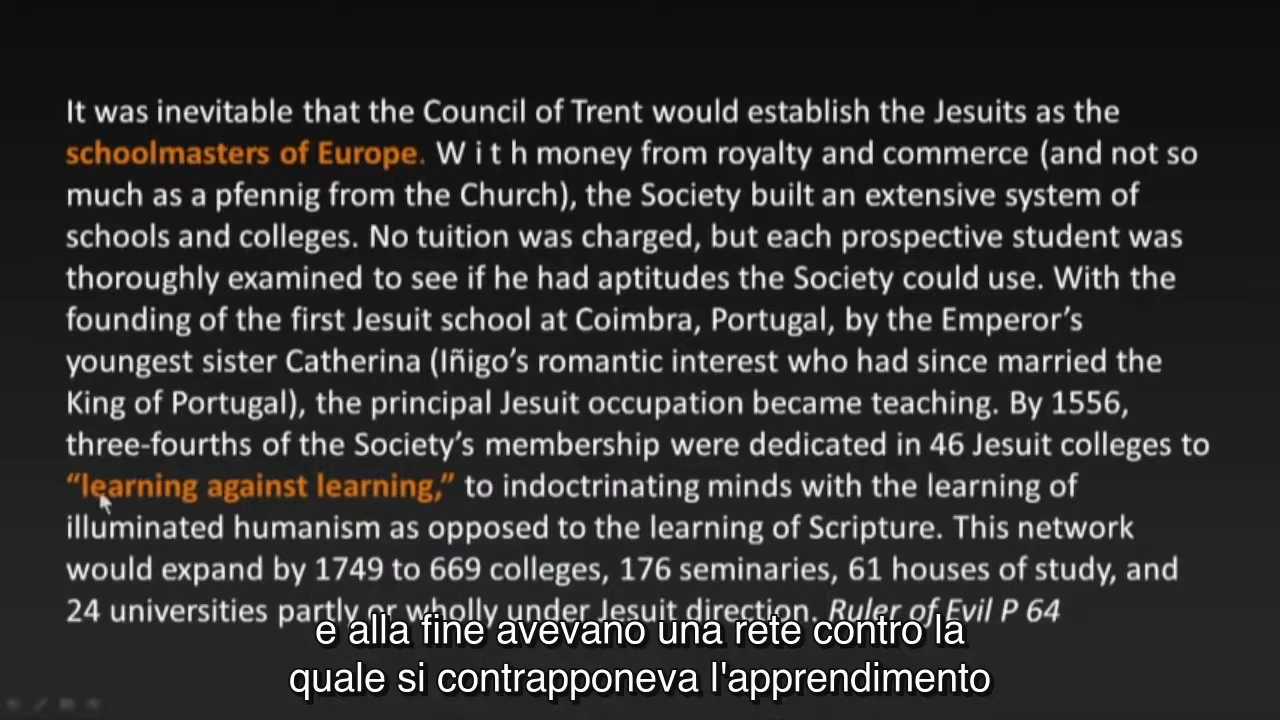 It was inevitable that the Council of Trent would establish the Jesuits as the
schoolmasters of Europe. W i t h money from royalty and commerce (and not so
much as a pfennig from the Church), the Society built an extensive system of
schools and colleges. No tuition was charged, but each prospective student was
thoroughly examined to see if he had aptitudes the Society could use. With the
founding of the first Jesuit school at Coimbra, Portugal, by the Emperor’s
youngest sister Catherina (Iñigo’s romantic interest who had since married the
King of Portugal), the principal Jesuit occupation became teaching. By 1556,
three-fourths of the Society’s membership were dedicated in 46 Jesuit colleges to
“learning against learning,” to indoctrinating minds with the learning of
illuminated humanism as opposed to the learning of Scripture. This network
would expand by 1749 to 669 colleges, 176 seminaries, 61 houses of study, and
24 universities partly or wholly under Jesuit direction. Ruler of Evil P 64
e alla fine avevano una rete contro la
quale si contrapponeva l'apprendimento